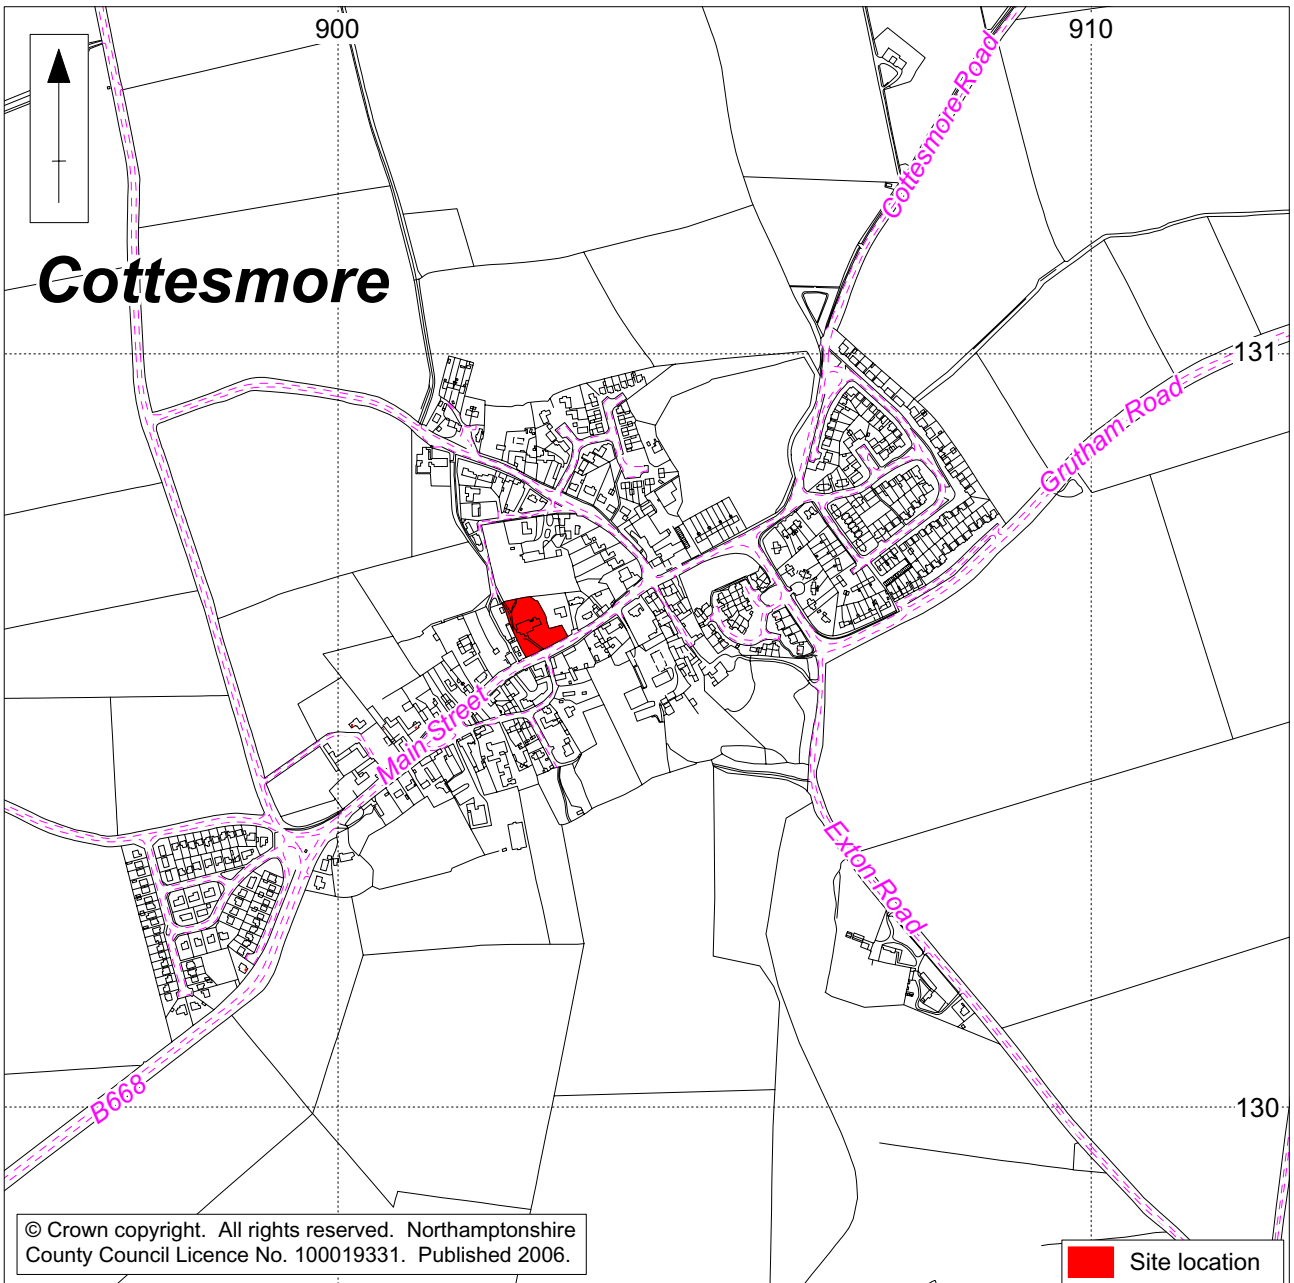 900
910
Cottesmore Road
Cottesmore
131
Grutham Road
Main Street
Exton Road
B668
130
© Crown copyright. All rights reserved. Northamptonshire
County Council Licence No. 100019331. Published 2006.
Site location